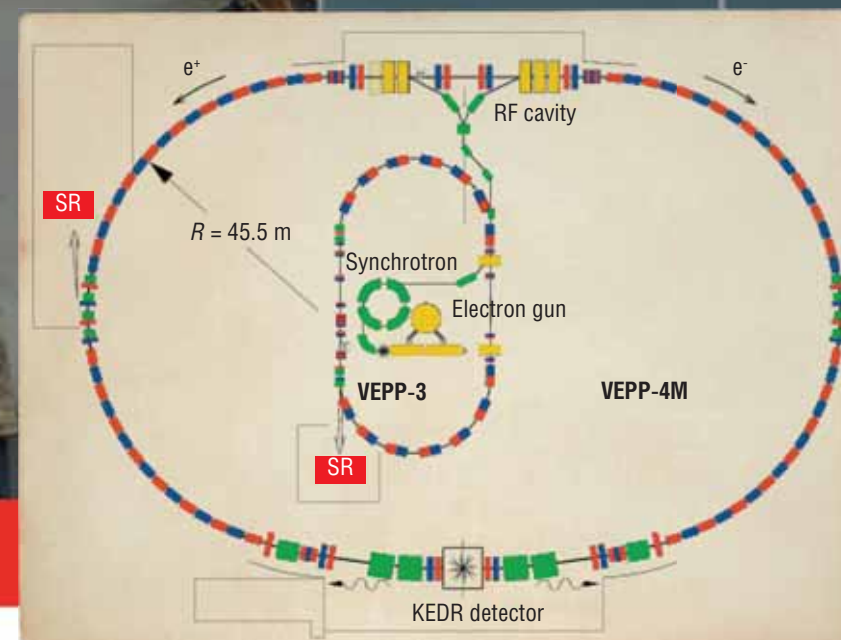 e⁺
e⁻
RF cavity
SR
R = 45.5 m
Synchrotron
Electron gun
VEPP-3
VEPP-4M
SR
KEDR detector